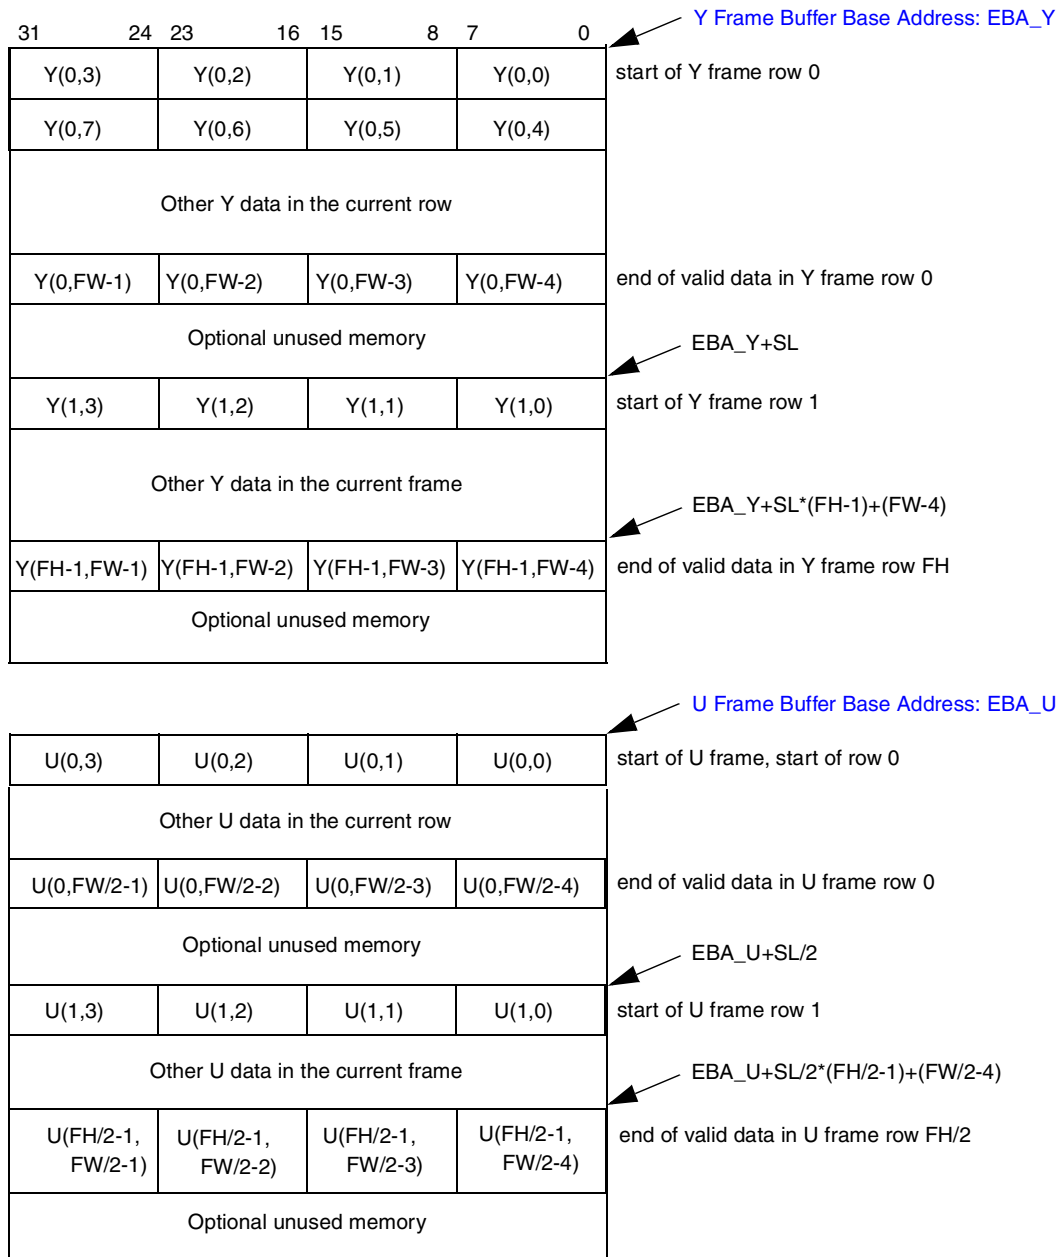 Y Frame Buffer Base Address: EBA_Y
31 24 23 16 15 8 7 0
Y(0,3) Y(0,2) Y(0,1) Y(0,0) start of Y frame row 0
Y(0,7) Y(0,6) Y(0,5) Y(0,4)
Other Y data in the current row
Y(0,FW-1) Y(0,FW-2) Y(0,FW-3) Y(0,FW-4) end of valid data in Y frame row 0
Optional unused memory
EBA_Y+SL
Y(1,3) Y(1,2) Y(1,1) Y(1,0) start of Y frame row 1
Other Y data in the current frame
EBA_Y+SL*(FH-1)+(FW-4)
Y(FH-1,FW-1) Y(FH-1,FW-2) Y(FH-1,FW-3) Y(FH-1,FW-4) end of valid data in Y frame row FH
Optional unused memory
U Frame Buffer Base Address: EBA_U
U(0,3) U(0,2) U(0,1) U(0,0) start of U frame, start of row 0
Other U data in the current row
U(0,FW/2-1) U(0,FW/2-2) U(0,FW/2-3) U(0,FW/2-4) end of valid data in U frame row 0
Optional unused memory
EBA_U+SL/2
U(1,3) U(1,2) U(1,1) U(1,0) start of U frame row 1
Other U data in the current frame
EBA_U+SL/2*(FH/2-1)+(FW/2-4)
U(FH/2-1, U(FH/2-1, U(FH/2-1, U(FH/2-1, end of valid data in U frame row FH/2
FW/2-1) FW/2-2) FW/2-3) FW/2-4)
Optional unused memory